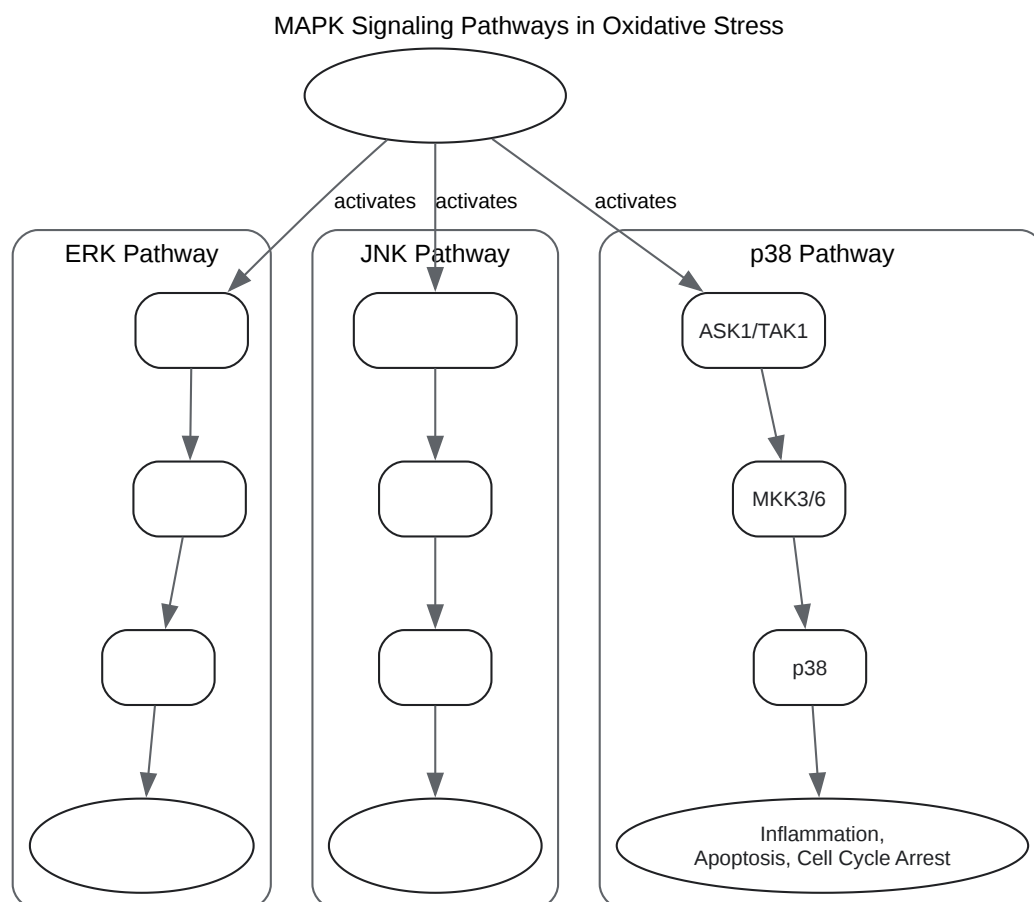 MAPK Signaling Pathways in Oxidative Stress
activates
activates
activates
ERK Pathway
JNK Pathway
p38 Pathway
ASK1/TAK1
MKK3/6
p38
Inflammation,
Apoptosis, Cell Cycle Arrest